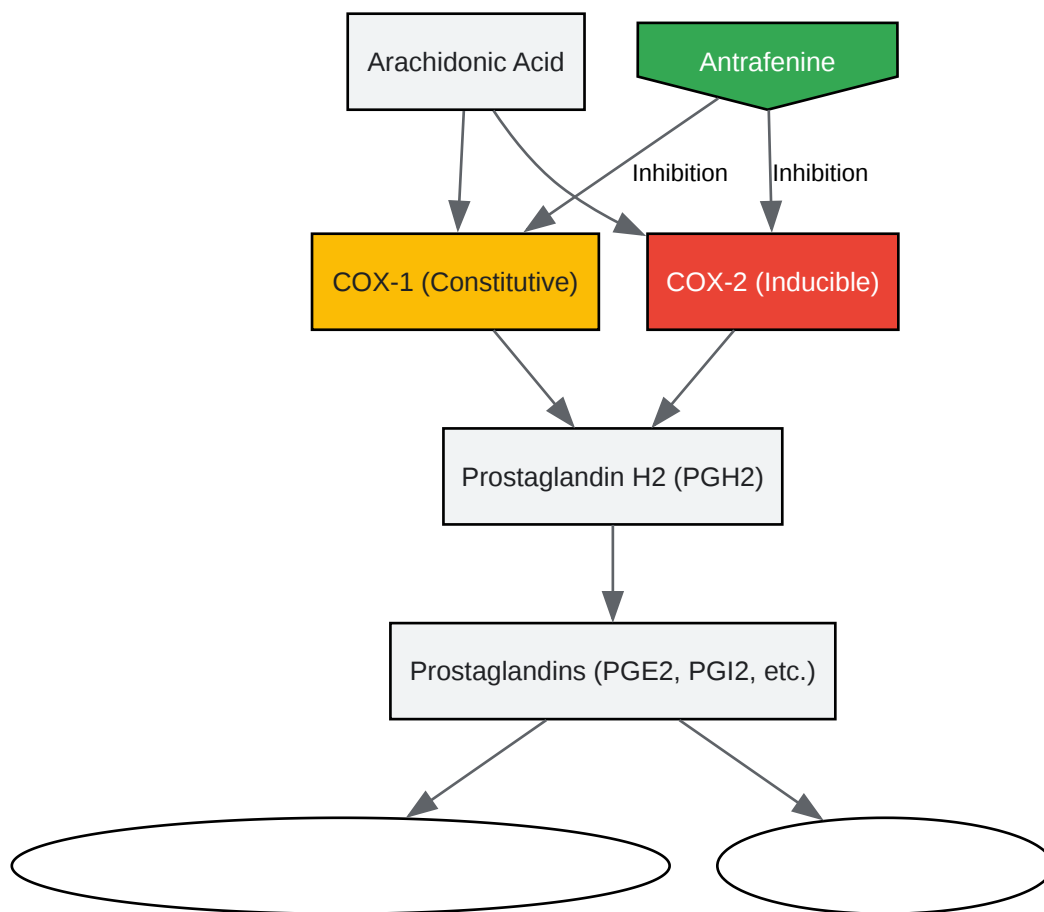 Arachidonic Acid
Antrafenine
Inhibition
Inhibition
COX-1 (Constitutive)
COX-2 (Inducible)
Prostaglandin H2 (PGH2)
Prostaglandins (PGE2, PGI2, etc.)